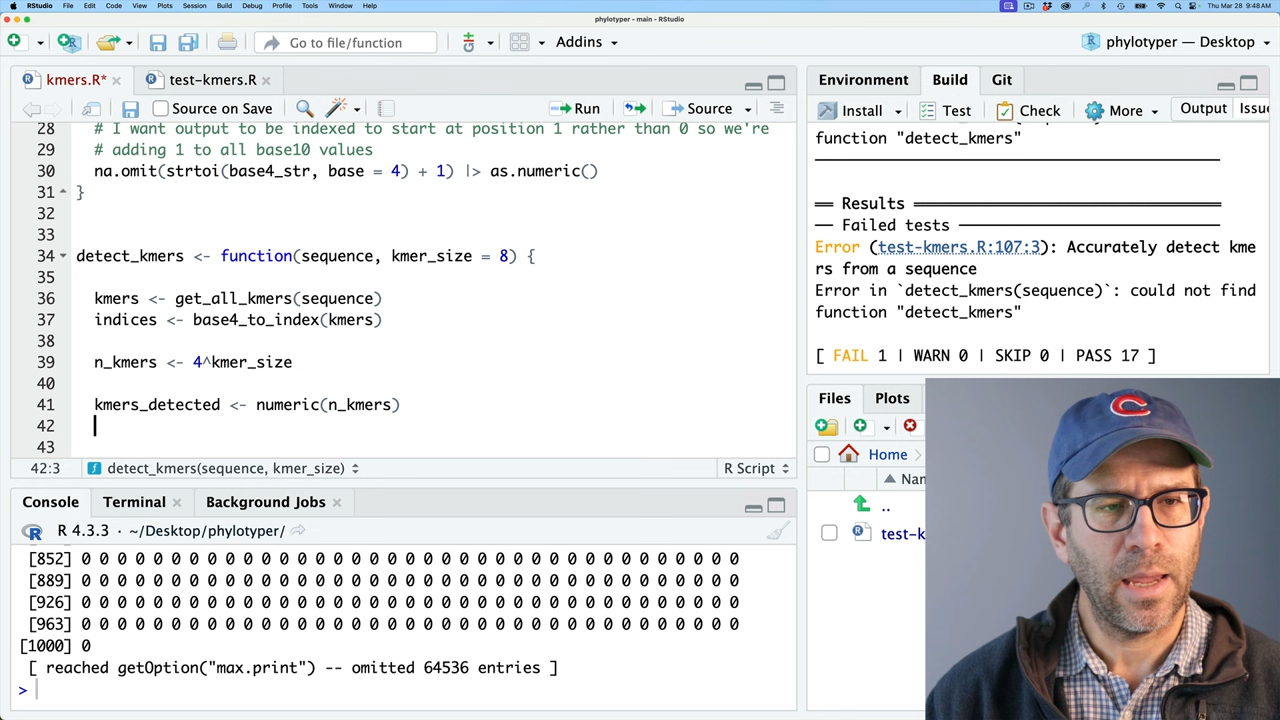 RStudio File Edit Code View Plots Session Build Debug Profile Tools Window Help Thu Mar 28 9:48 AM
phylotyper - main - RStudio
Go to file/function Addins phylotyper — Desktop
kmers.R* test-kmers.R
Source on Save Run Source
28 # I want output to be indexed to start at position 1 rather than 0 so we're
29 # adding 1 to all base10 values
30 na.omit(strtoi(base4_str, base = 4) + 1) |> as.numeric()
31 }
32
33
34 detect_kmers <- function(sequence, kmer_size = 8) {
35
36 kmers <- get_all_kmers(sequence)
37 indices <- base4_to_index(kmers)
38
39 n_kmers <- 4^kmer_size
40
41 kmers_detected <- numeric(n_kmers)
42
43
42:3 detect_kmers(sequence, kmer_size) R Script
Console Terminal Background Jobs
R 4.3.3 · ~/Desktop/phylotyper/
[852] 0 0 0 0 0 0 0 0 0 0 0 0 0 0 0 0 0 0 0 0 0 0 0 0 0 0 0 0 0 0 0 0 0 0 0 0 0
[889] 0 0 0 0 0 0 0 0 0 0 0 0 0 0 0 0 0 0 0 0 0 0 0 0 0 0 0 0 0 0 0 0 0 0 0 0 0
[926] 0 0 0 0 0 0 0 0 0 0 0 0 0 0 0 0 0 0 0 0 0 0 0 0 0 0 0 0 0 0 0 0 0 0 0 0 0
[963] 0 0 0 0 0 0 0 0 0 0 0 0 0 0 0 0 0 0 0 0 0 0 0 0 0 0 0 0 0 0 0 0 0 0 0 0 0
[1000] 0
[ reached getOption("max.print") -- omitted 64536 entries ]
>
Environment Build Git
Install Test Check More Output Issue
function "detect_kmers"
══ Results ══
── Failed tests ──
Error (test-kmers.R:107:3): Accurately detect kme
rs from a sequence
Error in `detect_kmers(sequence)`: could not find
function "detect_kmers"
[ FAIL 1 | WARN 0 | SKIP 0 | PASS 17 ]
Files Plots
Home
Nam
..
test-k
C